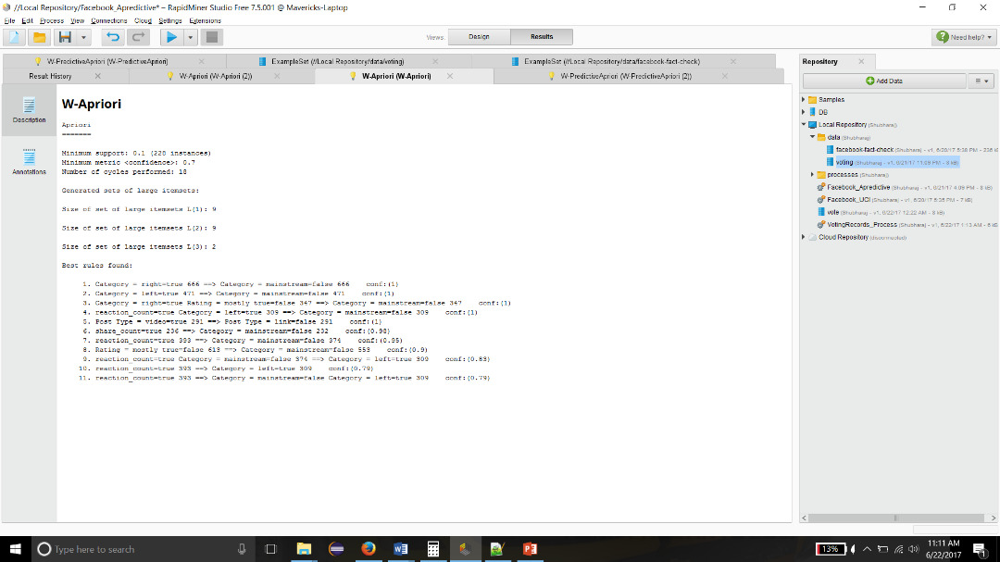 //Local Repository/Facebook_Apredictive* – RapidMiner Studio Free 7.5.001 @ Mavericks-Laptop
File Edit Process View Connections Cloud Settings Extensions
Views: Design Results
Need help?
W-PredictiveApriori (W-PredictiveApriori)
ExampleSet (//Local Repository/data/voting)
ExampleSet (//Local Repository/data/facebook-fact-check)
Result History
W-Apriori (W-Apriori (2))
W-Apriori (W-Apriori)
W-PredictiveApriori (W-PredictiveApriori (2))
Description
Annotations
W-Apriori
Apriori
=======
Minimum support: 0.1 (228 instances)
Minimum metric <confidence>: 0.7
Number of cycles performed: 18
Generated sets of large itemsets:
Size of set of large itemsets L(1): 9
Size of set of large itemsets L(2): 9
Size of set of large itemsets L(3): 2
Best rules found:
1. Category = right=true 666 ==> Category = mainstream=false 666 conf:(1)
2. Category = left=true 471 ==> Category = mainstream=false 471 conf:(1)
3. Category = right=true Rating = mostly true=false 347 ==> Category = mainstream=false 347 conf:(1)
4. reaction_count=true Category = left=true 309 ==> Category = mainstream=false 309 conf:(1)
5. Post Type = video=true 291 ==> Post Type = link=false 291 conf:(1)
6. share_count=true 236 ==> Category = mainstream=false 232 conf:(0.98)
7. reaction_count=true 393 ==> Category = mainstream=false 374 conf:(0.95)
8. Rating = mostly true=false 613 ==> Category = mainstream=false 553 conf:(0.9)
9. reaction_count=true Category = mainstream=false 374 ==> Category = left=true 309 conf:(0.83)
10. reaction_count=true 393 ==> Category = left=true 309 conf:(0.79)
11. reaction_count=true 393 ==> Category = mainstream=false Category = left=true 309 conf:(0.79)
Repository
Add Data
Samples
DB
Local Repository (Shubharaj)
data (Shubharaj)
facebook-fact-check (Shubharaj - v1, 6/20/17 5:36 PM - 236 k
voting (Shubharaj - v1, 6/21/17 11:09 PM - 8 kB)
processes (Shubharaj)
Facebook_Apredictive (Shubharaj - v1, 6/21/17 4:09 PM - 8 kB)
Facebook_UCI (Shubharaj - v1, 6/20/17 5:35 PM - 7 kB)
vote (Shubharaj - v1, 6/22/17 12:22 AM - 8 kB)
VotingRecords_Process (Shubharaj - v1, 6/22/17 1:13 AM - 6 kB
Cloud Repository (disconnected)
Type here to search
13%
11:11 AM
6/22/2017
1